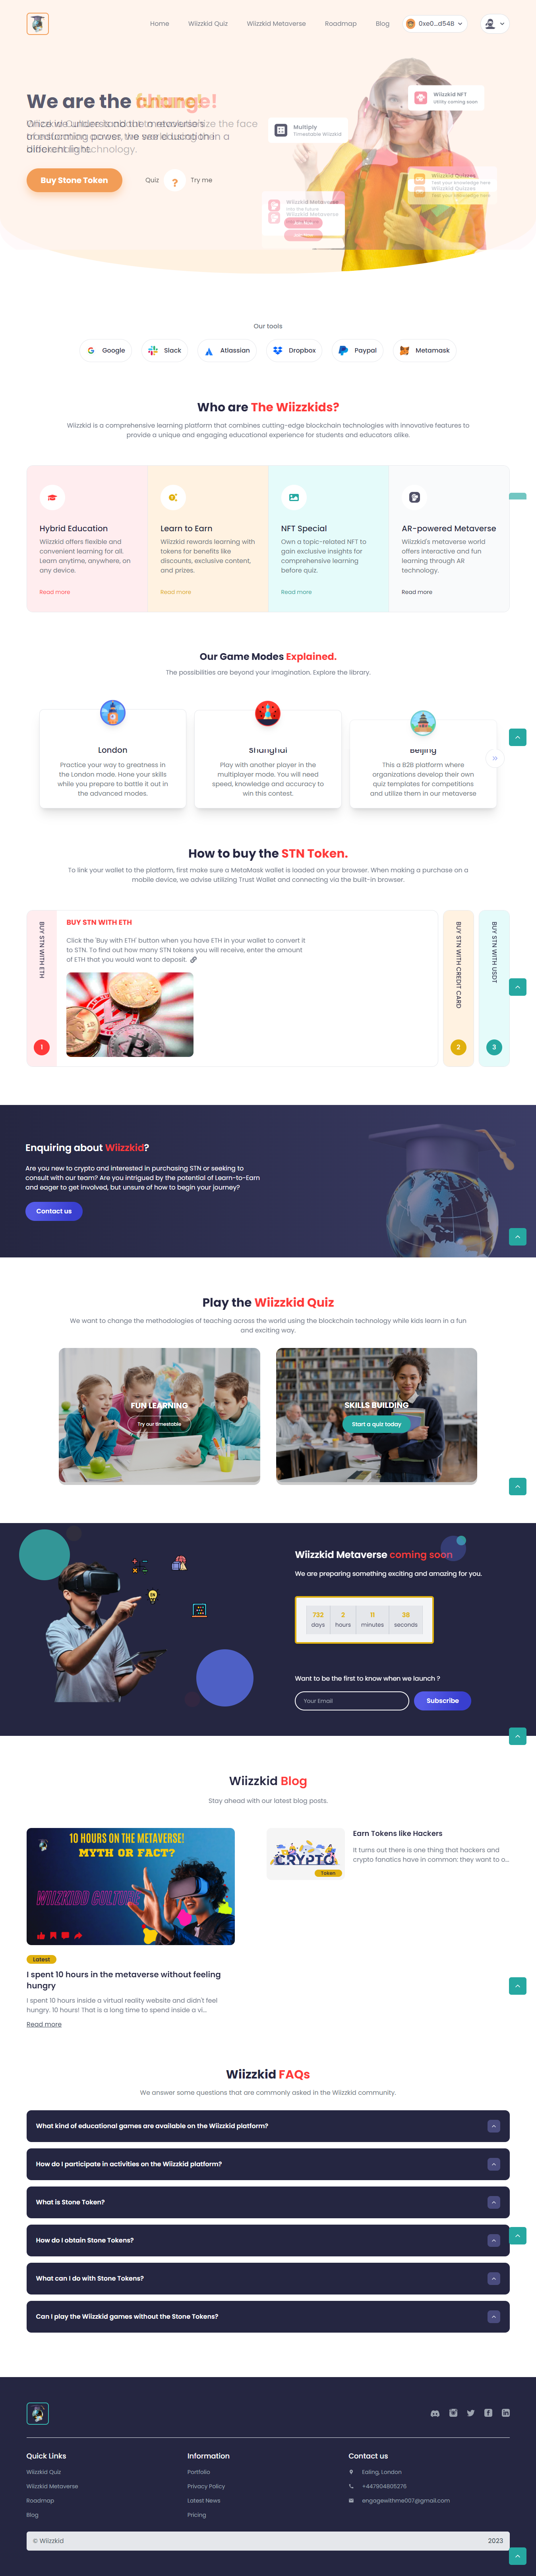 Home
Wiizzkid Quiz
Wiizzkid Metaverse
Roadmap
Blog
0xe0...d548
We are the
Buy Stone Token
Quiz
?
Try me
Wiizzkid NFT
Utility coming soon
Multiply
Timestable Wiizkid
Wiizzkid Quizzes
Test your knowledge here
Wiizzkid Metaverse
Our tools
Google
Slack
Atlassian
Dropbox
Paypal
Metamask
Who are The Wiizzkids?
Wiizzkid is a comprehensive learning platform that combines cutting-edge blockchain technologies with innovative features to
provide a unique and engaging educational experience for students and educators alike.
Hybrid Education
Wiizzkid offers flexible and
convenient learning for all.
Learn anytime, anywhere, on
any device.
Read more
Learn to Earn
Wiizzkid rewards learning with
tokens for benefits like
discounts, exclusive content,
and prizes.
Read more
NFT Special
Own a topic-related NFT to
gain exclusive insights for
comprehensive learning
before quiz.
Read more
AR-powered Metaverse
Wiizzkid's metaverse world
offers interactive and fun
learning through AR
technology.
Read more
Our Game Modes Explained.
The possibilities are beyond your imagination. Explore the library.
London
Practice your way to greatness in
the London mode. Hone your skills
while you prepare to battle it out in
the advanced modes.
Shanghai
Play with another player in the
multiplayer mode. You will need
speed, knowledge and accuracy to
win this contest.
Beijing
This a B2B platform where
organizations develop their own
quiz templates for competitions
and utilize them in our metaverse
How to buy the STN Token.
To link your wallet to the platform, first make sure a MetaMask wallet is loaded on your browser. When making a purchase on a
mobile device, we advise utilizing Trust Wallet and connecting via the built-in browser.
BUY STN WITH ETH
1
BUY STN WITH ETH
Click the 'Buy with ETH' button when you have ETH in your wallet to convert it
to STN. To find out how many STN tokens you will receive, enter the amount
of ETH that you would want to deposit.
BUY STN WITH CREDIT CARD
2
BUY STN WITH USDT
3
Enquiring about Wiizzkid?
Are you new to crypto and interested in purchasing STN or seeking to
consult with our team? Are you intrigued by the potential of Learn-to-Earn
and eager to get involved, but unsure of how to begin your journey?
Contact us
Play the Wiizzkid Quiz
We want to change the methodologies of teaching across the world using the blockchain technology while kids learn in a fun
and exciting way.
FUN LEARNING
Try our timestable
SKILLS BUILDING
Start a quiz today
Wiizzkid Metaverse coming soon
We are preparing something exciting and amazing for you.
732
days
2
hours
11
minutes
38
seconds
Want to be the first to know when we launch ?
Your Email
Subscribe
Wiizzkid Blog
Stay ahead with our latest blog posts.
10 HOURS ON THE METAVERSE!
MYTH OR FACT?
WIIZKIDD CULTURE
Latest
I spent 10 hours in the metaverse without feeling
hungry
I spent 10 hours inside a virtual reality website and didn't feel
hungry. 10 hours! That is a long time to spend inside a vi...
Read more
CRYPTO
Token
Earn Tokens like Hackers
It turns out there is one thing that hackers and
crypto fanatics have in common: they want to o...
Wiizzkid FAQs
We answer some questions that are commonly asked in the Wiizzkid community.
What kind of educational games are available on the Wiizzkid platform?
How do I participate in activities on the Wiizzkid platform?
What is Stone Token?
How do I obtain Stone Tokens?
What can I do with Stone Tokens?
Can I play the Wiizzkid games without the Stone Tokens?
Quick Links
Wiizzkid Quiz
Wiizzkid Metaverse
Roadmap
Blog
Information
Portfolio
Privacy Policy
Latest News
Pricing
Contact us
Ealing, London
+447904805276
engagewithme007@gmail.com
© Wiizzkid
2023